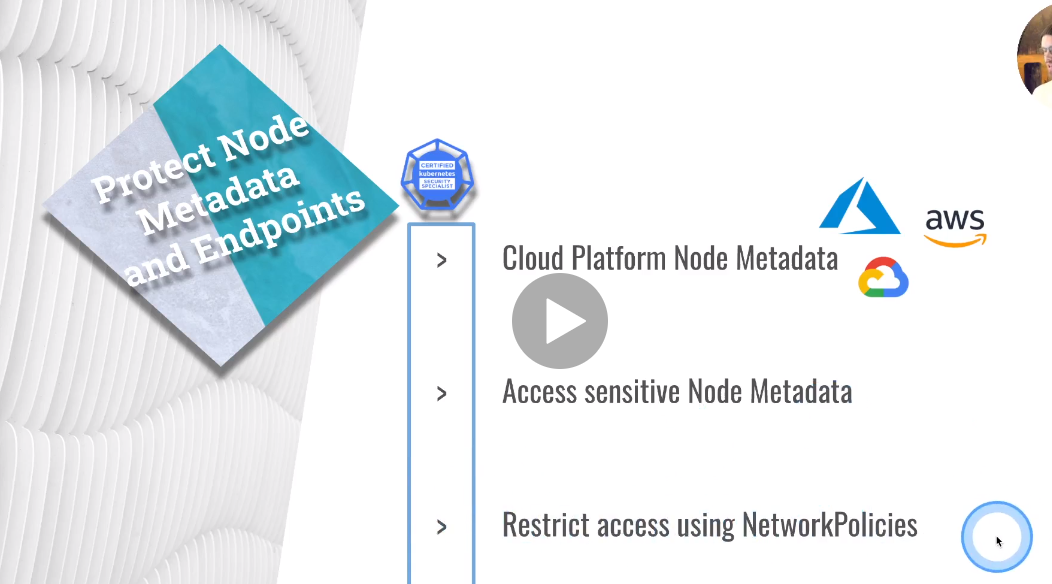 Protect Node
Metadata
and Endpoints
CERTIFIED
kubernetes
SECURITY
SPECIALIST
>
Cloud Platform Node Metadata
aws
>
Access sensitive Node Metadata
>
Restrict access using NetworkPolicies